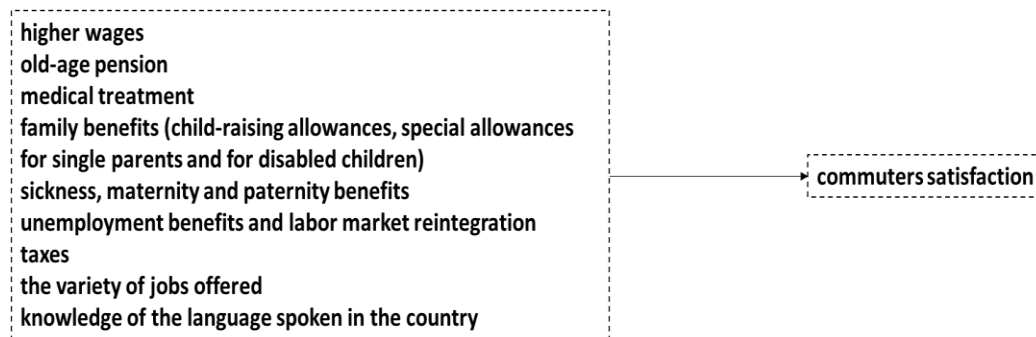 higher wages
old-age pension
medical treatment
family benefits (child-raising allowances, special allowances
for single parents and for disabled children)
sickness, maternity and paternity benefits
unemployment benefits and labor market reintegration
taxes
the variety of jobs offered
knowledge of the language spoken in the country
commuters satisfaction